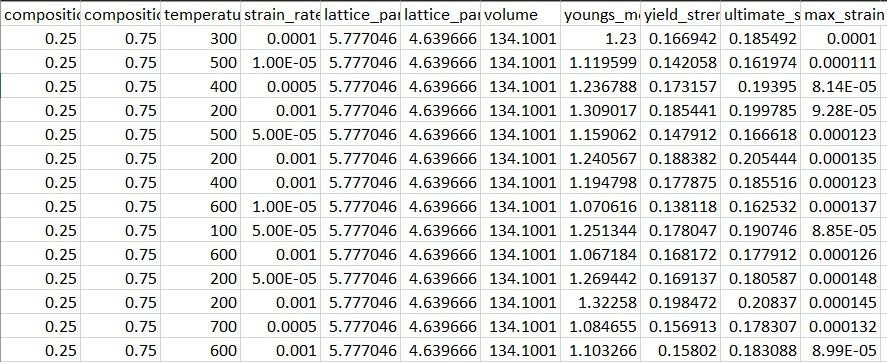 compositio compositio temperatu strain_rate lattice_par lattice_par volume youngs_mo yield_stren ultimate_s max_strain
0.25 0.75 300 0.0001 5.777046 4.639666 134.1001 1.23 0.166942 0.185492 0.0001
0.25 0.75 500 1.00E-05 5.777046 4.639666 134.1001 1.119599 0.142058 0.161974 0.000111
0.25 0.75 400 0.0005 5.777046 4.639666 134.1001 1.236788 0.173157 0.19395 8.14E-05
0.25 0.75 200 0.001 5.777046 4.639666 134.1001 1.309017 0.185441 0.199785 9.28E-05
0.25 0.75 500 5.00E-05 5.777046 4.639666 134.1001 1.159062 0.147912 0.166618 0.000123
0.25 0.75 200 0.001 5.777046 4.639666 134.1001 1.240567 0.188382 0.205444 0.000135
0.25 0.75 400 0.001 5.777046 4.639666 134.1001 1.194798 0.177875 0.185516 0.000123
0.25 0.75 600 1.00E-05 5.777046 4.639666 134.1001 1.070616 0.138118 0.162532 0.000137
0.25 0.75 100 5.00E-05 5.777046 4.639666 134.1001 1.251344 0.178047 0.190746 8.85E-05
0.25 0.75 600 0.001 5.777046 4.639666 134.1001 1.067184 0.168172 0.177912 0.000126
0.25 0.75 200 5.00E-05 5.777046 4.639666 134.1001 1.269442 0.169137 0.180587 0.000148
0.25 0.75 200 0.001 5.777046 4.639666 134.1001 1.32258 0.198472 0.20837 0.000145
0.25 0.75 700 0.0005 5.777046 4.639666 134.1001 1.084655 0.156913 0.178307 0.000132
0.25 0.75 600 0.001 5.777046 4.639666 134.1001 1.103266 0.15802 0.183088 8.99E-05